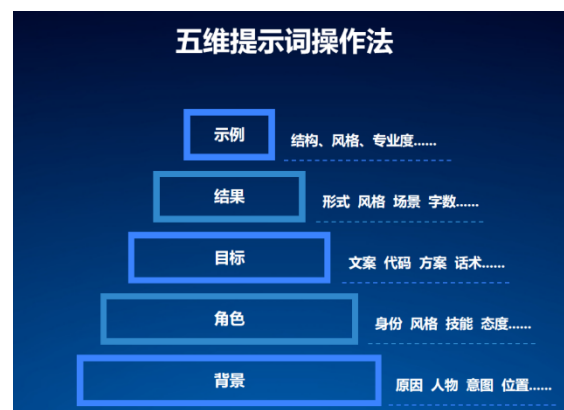 五维提示词操作法
示例
结构、风格、专业度......
结果
形式 风格 场景 字数......
目标
文案 代码 方案 话术......
角色
身份 风格 技能 态度......
背景
原因 人物 意图 位置......